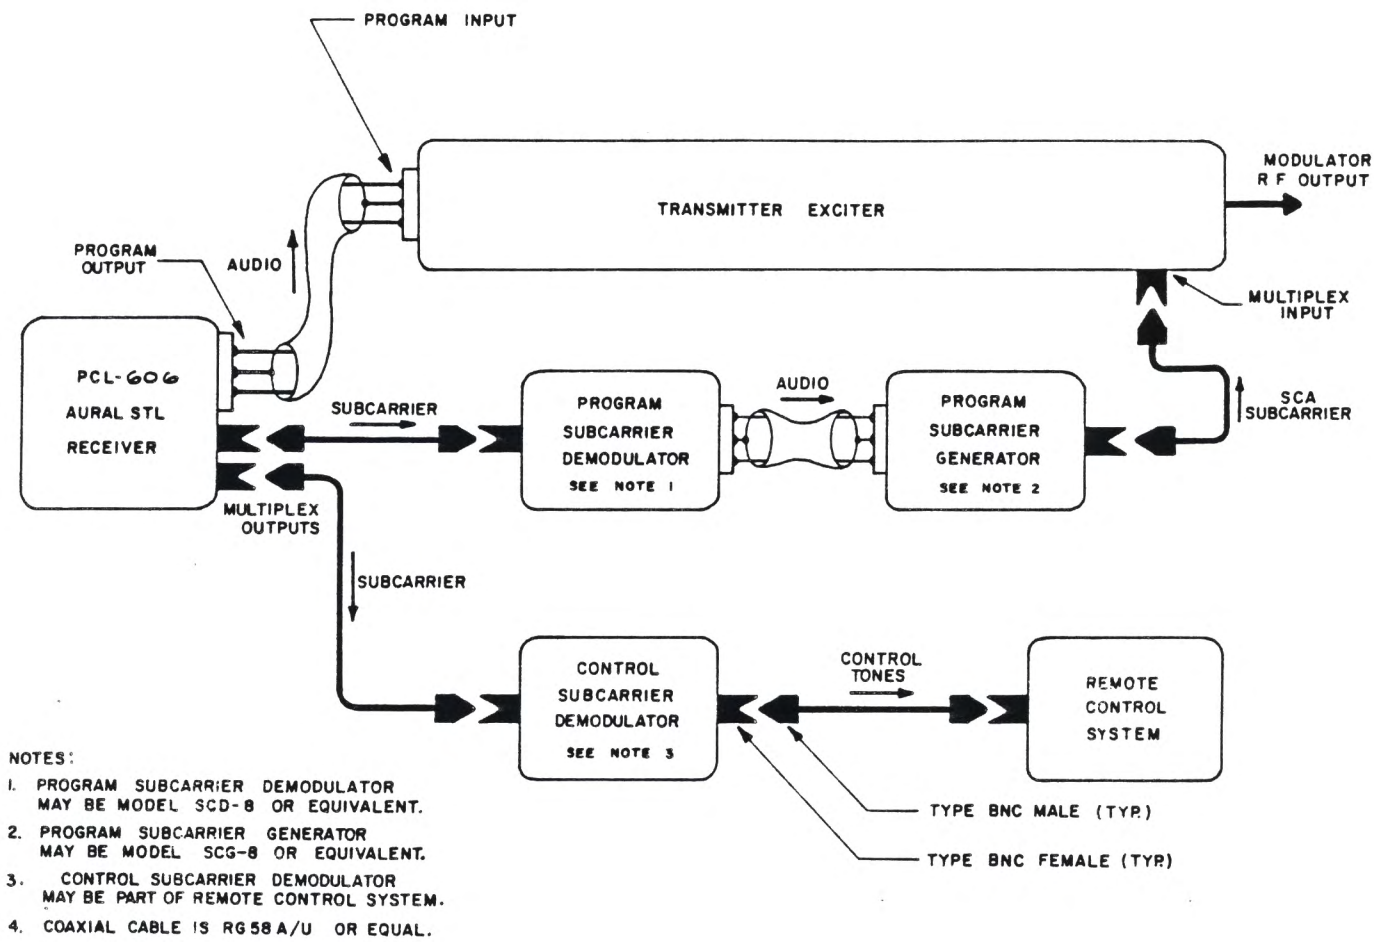 PROGRAM INPUT
MODULATOR
R F OUTPUT
TRANSMITTER EXCITER
PROGRAM
OUTPUT
AUDIO
MULTIPLEX
INPUT
PCL-606
AURAL STL
RECEIVER
SUBCARRIER
PROGRAM
SUBCARRIER
DEMODULATOR
SEE NOTE 1
AUDIO
PROGRAM
SUBCARRIER
GENERATOR
SEE NOTE 2
SCA
SUBCARRIER
MULTIPLEX
OUTPUTS
SUBCARRIER
CONTROL
SUBCARRIER
DEMODULATOR
SEE NOTE 3
CONTROL
TONES
REMOTE
CONTROL
SYSTEM
TYPE BNC MALE (TYP.)
TYPE BNC FEMALE (TYP.)
NOTES:
1. PROGRAM SUBCARRIER DEMODULATOR
MAY BE MODEL SCD-8 OR EQUIVALENT.
2. PROGRAM SUBCARRIER GENERATOR
MAY BE MODEL SCG-8 OR EQUIVALENT.
3. CONTROL SUBCARRIER DEMODULATOR
MAY BE PART OF REMOTE CONTROL SYSTEM.
4. COAXIAL CABLE IS RG58A/U OR EQUAL.